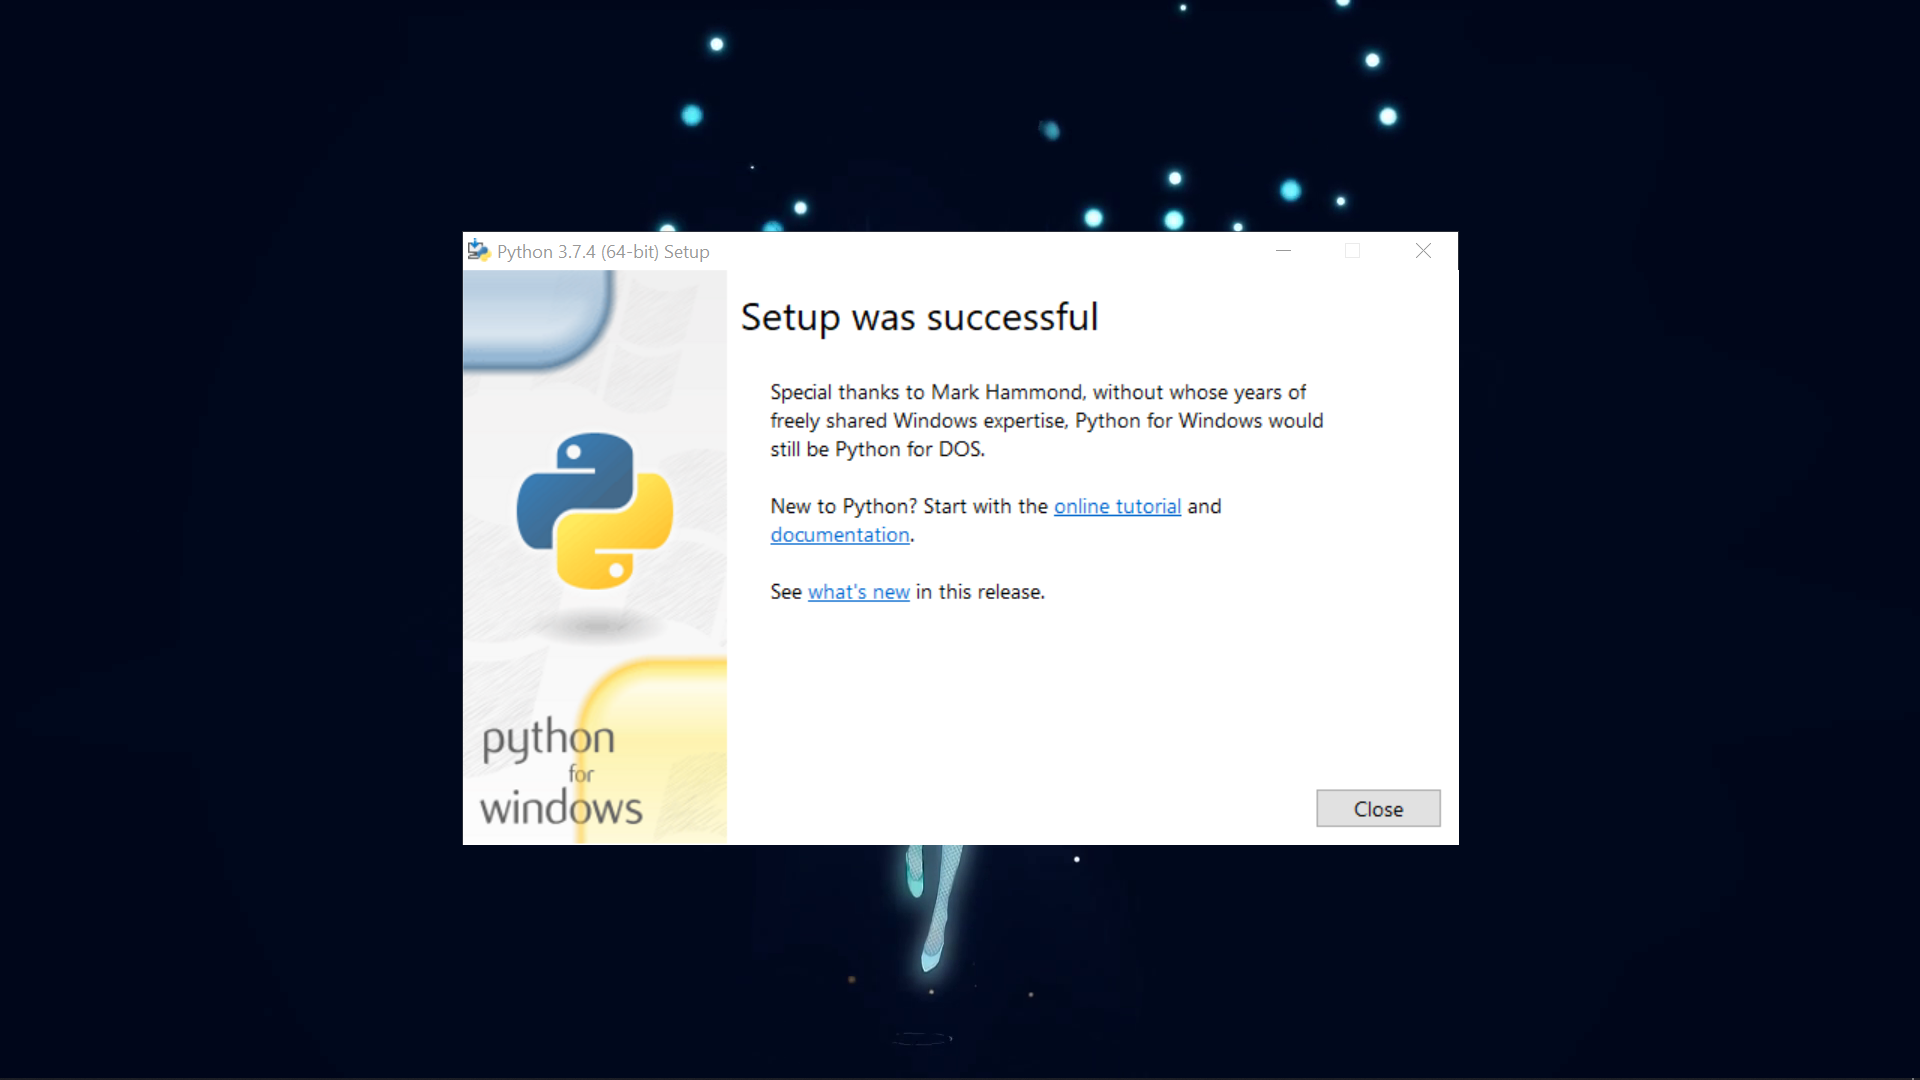 Python 3.7.4 (64-bit) Setup
Setup was successful
Special thanks to Mark Hammond, without whose years of
freely shared Windows expertise, Python for Windows would
still be Python for DOS.
New to Python? Start with the online tutorial and
documentation.
See what's new in this release.
python
for
windows
Close